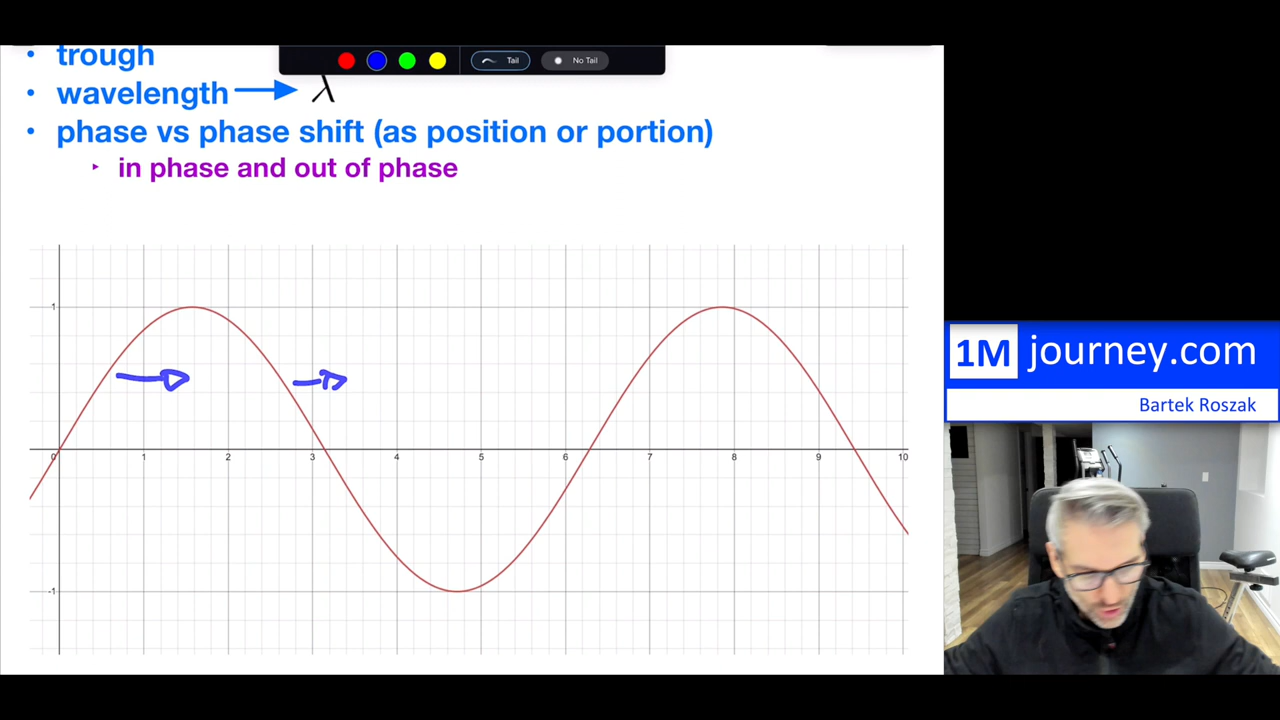 trough
Tail
No Tail
wavelength → λ
phase vs phase shift (as position or portion)
in phase and out of phase
1
0 1 2 3 4 5 6 7 8 9 10
-1
1M journey.com
Bartek Roszak